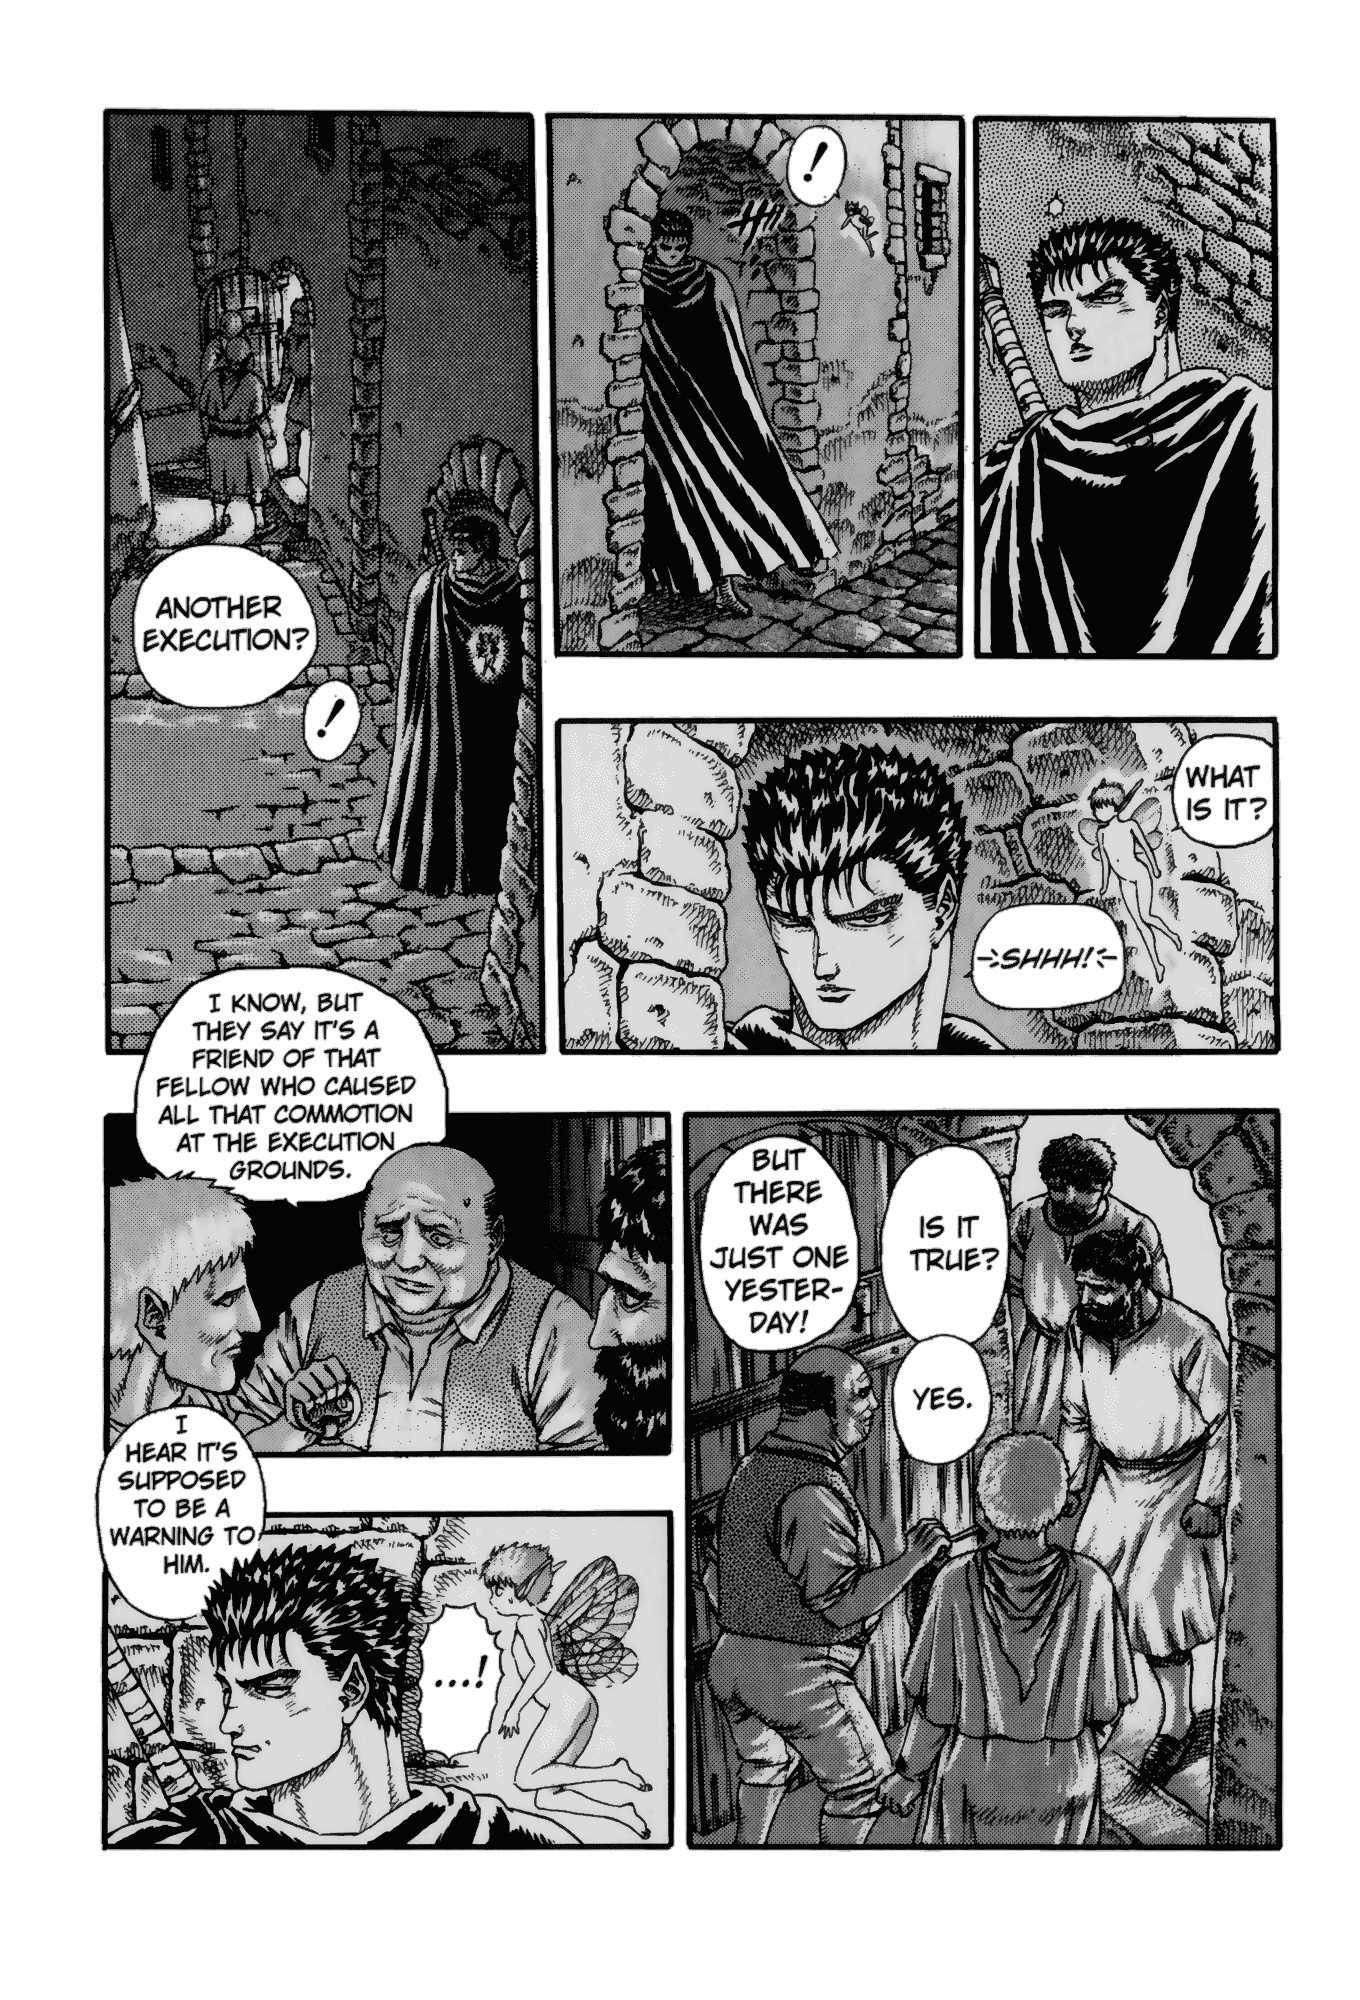 !
ANOTHER
EXECUTION?
!
WHAT
IS IT?
SHHH!
IS IT
TRUE?
YES.
BUT
THERE
WAS
JUST ONE
YESTER-
DAY!
I KNOW, BUT
THEY SAY IT'S A
FRIEND OF THAT
FELLOW WHO CAUSED
ALL THAT COMMOTION
AT THE EXECUTION
GROUNDS.
I
HEAR IT'S
SUPPOSED
TO BE A
WARNING TO
HIM.
...!